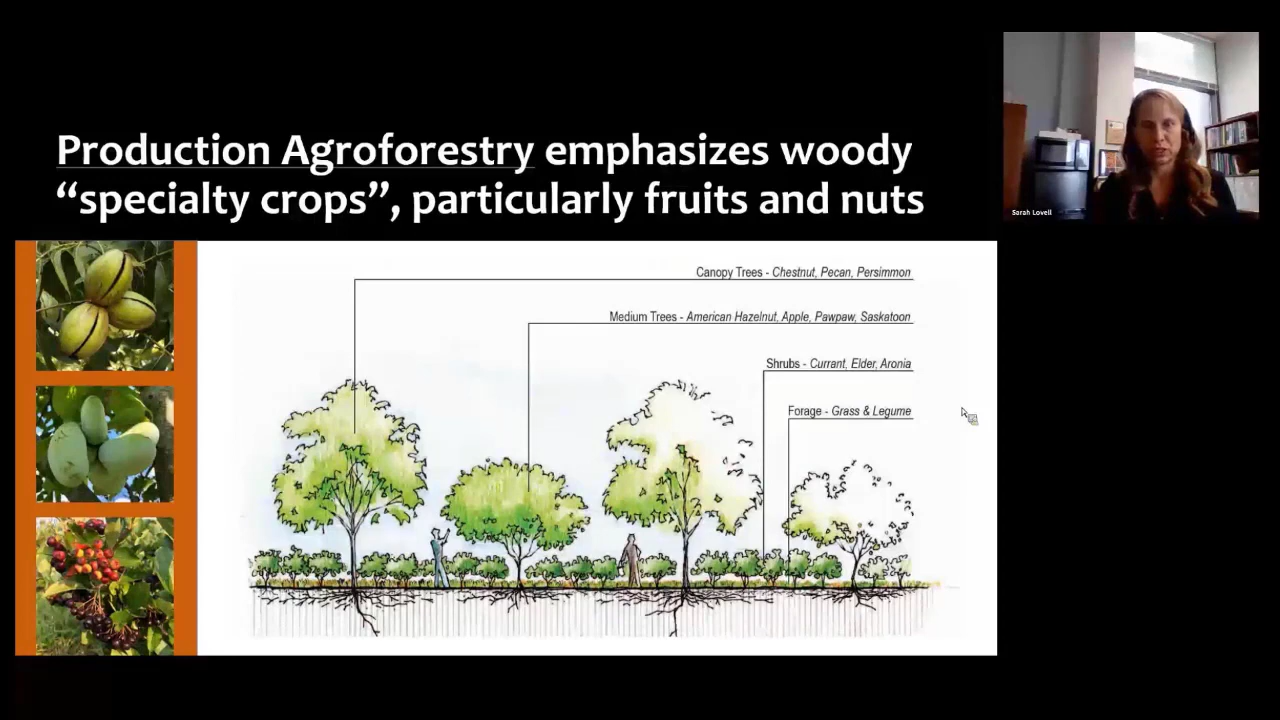 Production Agroforestry emphasizes woody
“specialty crops”, particularly fruits and nuts
Canopy Trees - Chestnut, Pecan, Persimmon
Medium Trees - American Hazelnut, Apple, Pawpaw, Saskatoon
Shrubs - Currant, Elder, Aronia
Forage - Grass & Legume
Sarah Lovell